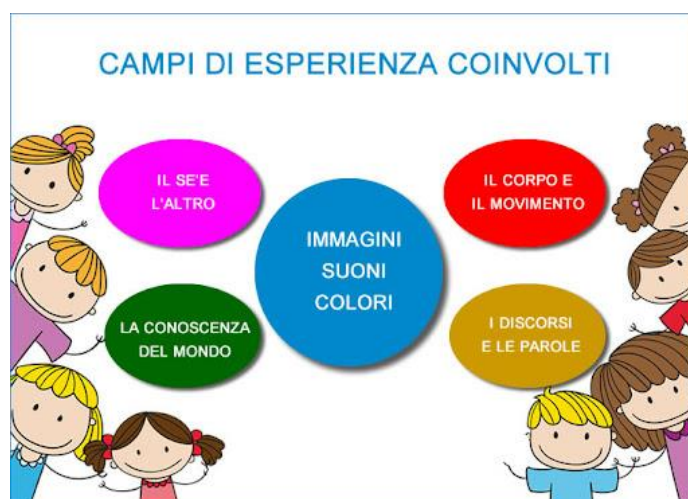 CAMPI DI ESPERIENZA COINVOLTI
IL SE'E
L'ALTRO
IL CORPO E
IL MOVIMENTO
IMMAGINI
SUONI
COLORI
LA CONOSCENZA
DEL MONDO
I DISCORSI
E LE PAROLE